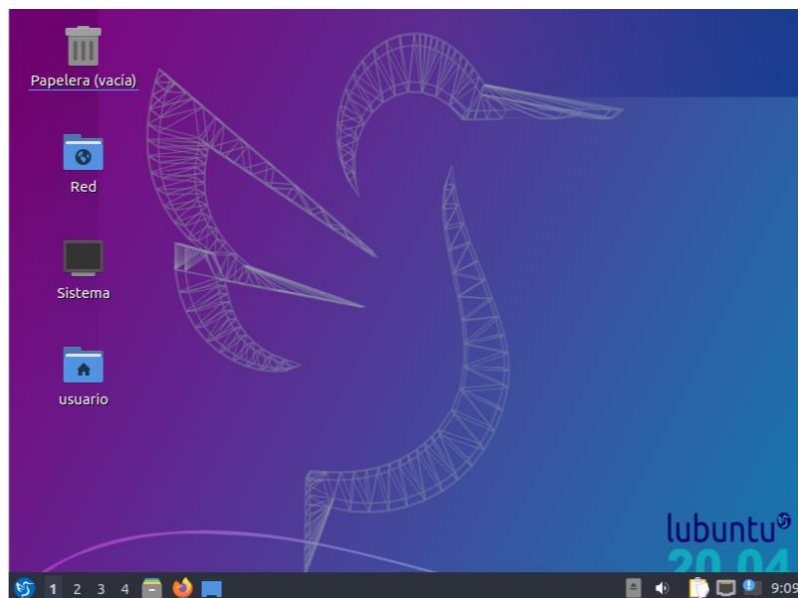 Papelera (vacía)
Red
Sistema
usuario
lubuntu
20.04
1 2 3 4
9:09